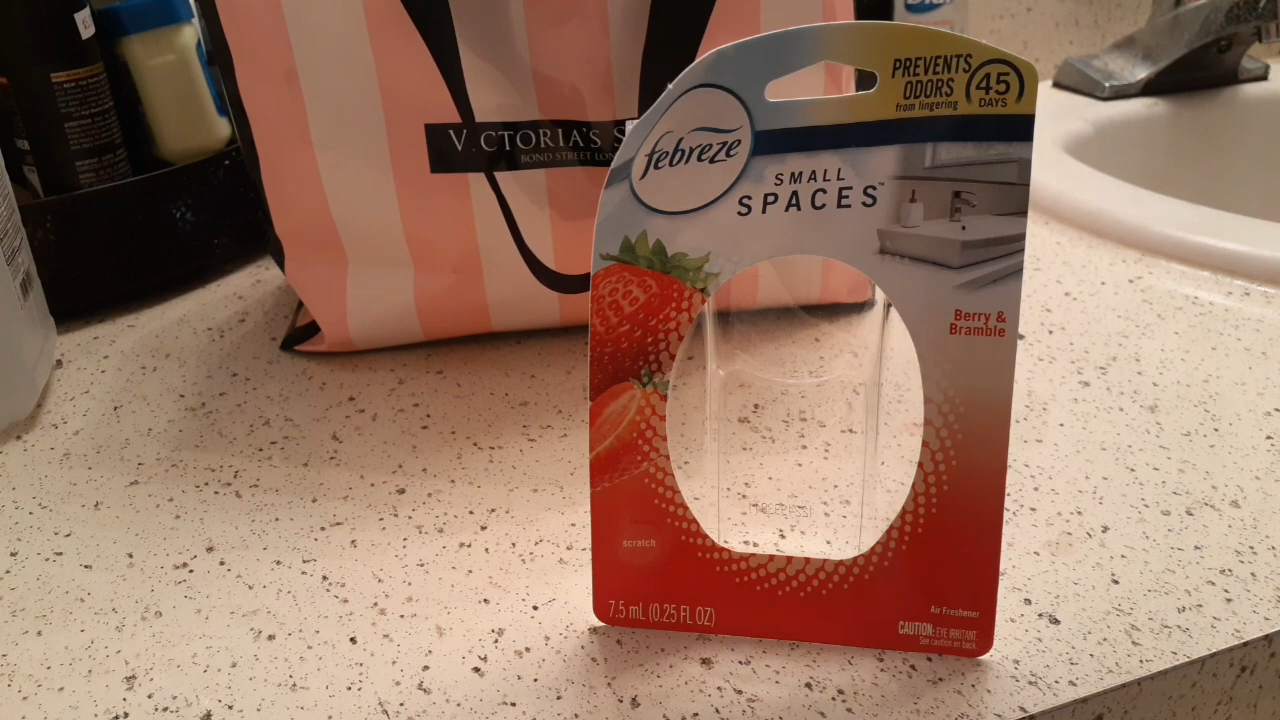 V.CTORIA'S S
BOND STREET LON
PREVENTS
ODORS
from lingering
45
DAYS
febreze
SMALL
SPACES™
Berry &
Bramble
scratch
7.5 mL (0.25 FL OZ)
Air Freshener
CAUTION: EYE IRRITANT.
See caution on back.